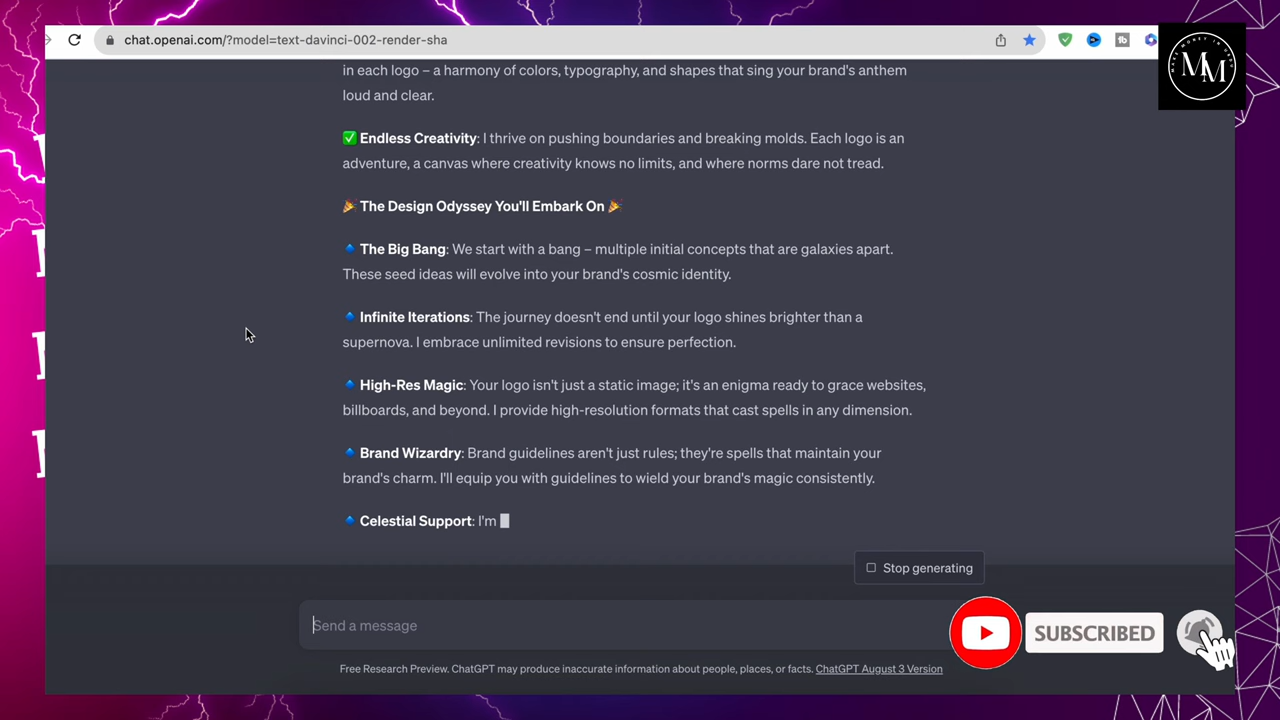 chat.openai.com/?model=text-davinci-002-render-sha
MM
in each logo – a harmony of colors, typography, and shapes that sing your brand's anthem
loud and clear.
✅ Endless Creativity: I thrive on pushing boundaries and breaking molds. Each logo is an
adventure, a canvas where creativity knows no limits, and where norms dare not tread.
🎉 The Design Odyssey You'll Embark On 🎉
🔹 The Big Bang: We start with a bang – multiple initial concepts that are galaxies apart.
These seed ideas will evolve into your brand's cosmic identity.
🔹 Infinite Iterations: The journey doesn't end until your logo shines brighter than a
supernova. I embrace unlimited revisions to ensure perfection.
🔹 High-Res Magic: Your logo isn't just a static image; it's an enigma ready to grace websites,
billboards, and beyond. I provide high-resolution formats that cast spells in any dimension.
🔹 Brand Wizardry: Brand guidelines aren't just rules; they're spells that maintain your
brand's charm. I'll equip you with guidelines to wield your brand's magic consistently.
🔹 Celestial Support: I'm
Stop generating
Send a message
SUBSCRIBED
Free Research Preview. ChatGPT may produce inaccurate information about people, places, or facts. ChatGPT August 3 Version